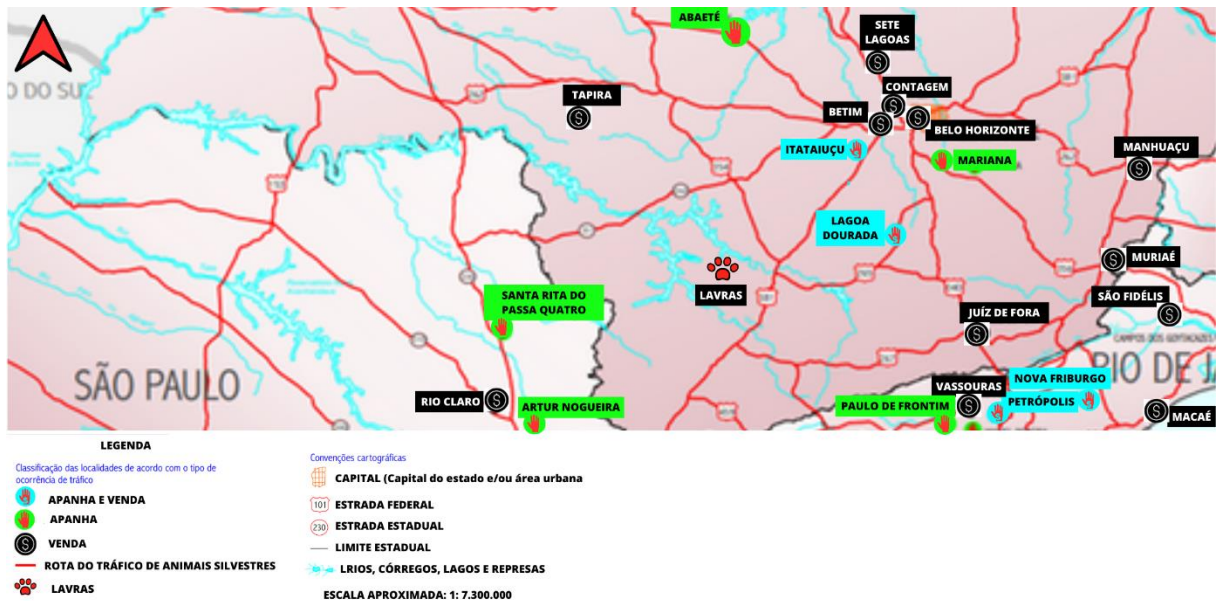 ABAETÉ
SETE
LAGOAS
O DO SUL
TAPIRA
CONTAGEM
BETIM
BELO HORIZONTE
ITATAIUÇU
MARIANA
MANHUAÇU
LAGOA
DOURADA
MURIAÉ
LAVRAS
SANTA RITA DO
PASSA QUATRO
SÃO FIDÉLIS
JUÍZ DE FORA
CAMPOS DOS GOYTACAZES
RIO DE JA
SÃO PAULO
NOVA FRIBURGO
VASSOURAS
RIO CLARO
ARTUR NOGUEIRA
PAULO DE FRONTIM
PETRÓPOLIS
MACAÉ
LEGENDA
Classificação das localidades de acordo com o tipo de
ocorrência de tráfico
APANHA E VENDA
APANHA
VENDA
ROTA DO TRÁFICO DE ANIMAIS SILVESTRES
LAVRAS
Convenções cartográficas
CAPITAL (Capital do estado e/ou área urbana
101 ESTRADA FEDERAL
230 ESTRADA ESTADUAL
LIMITE ESTADUAL
LRIOS, CÓRREGOS, LAGOS E REPRESAS
ESCALA APROXIMADA: 1: 7.300.000